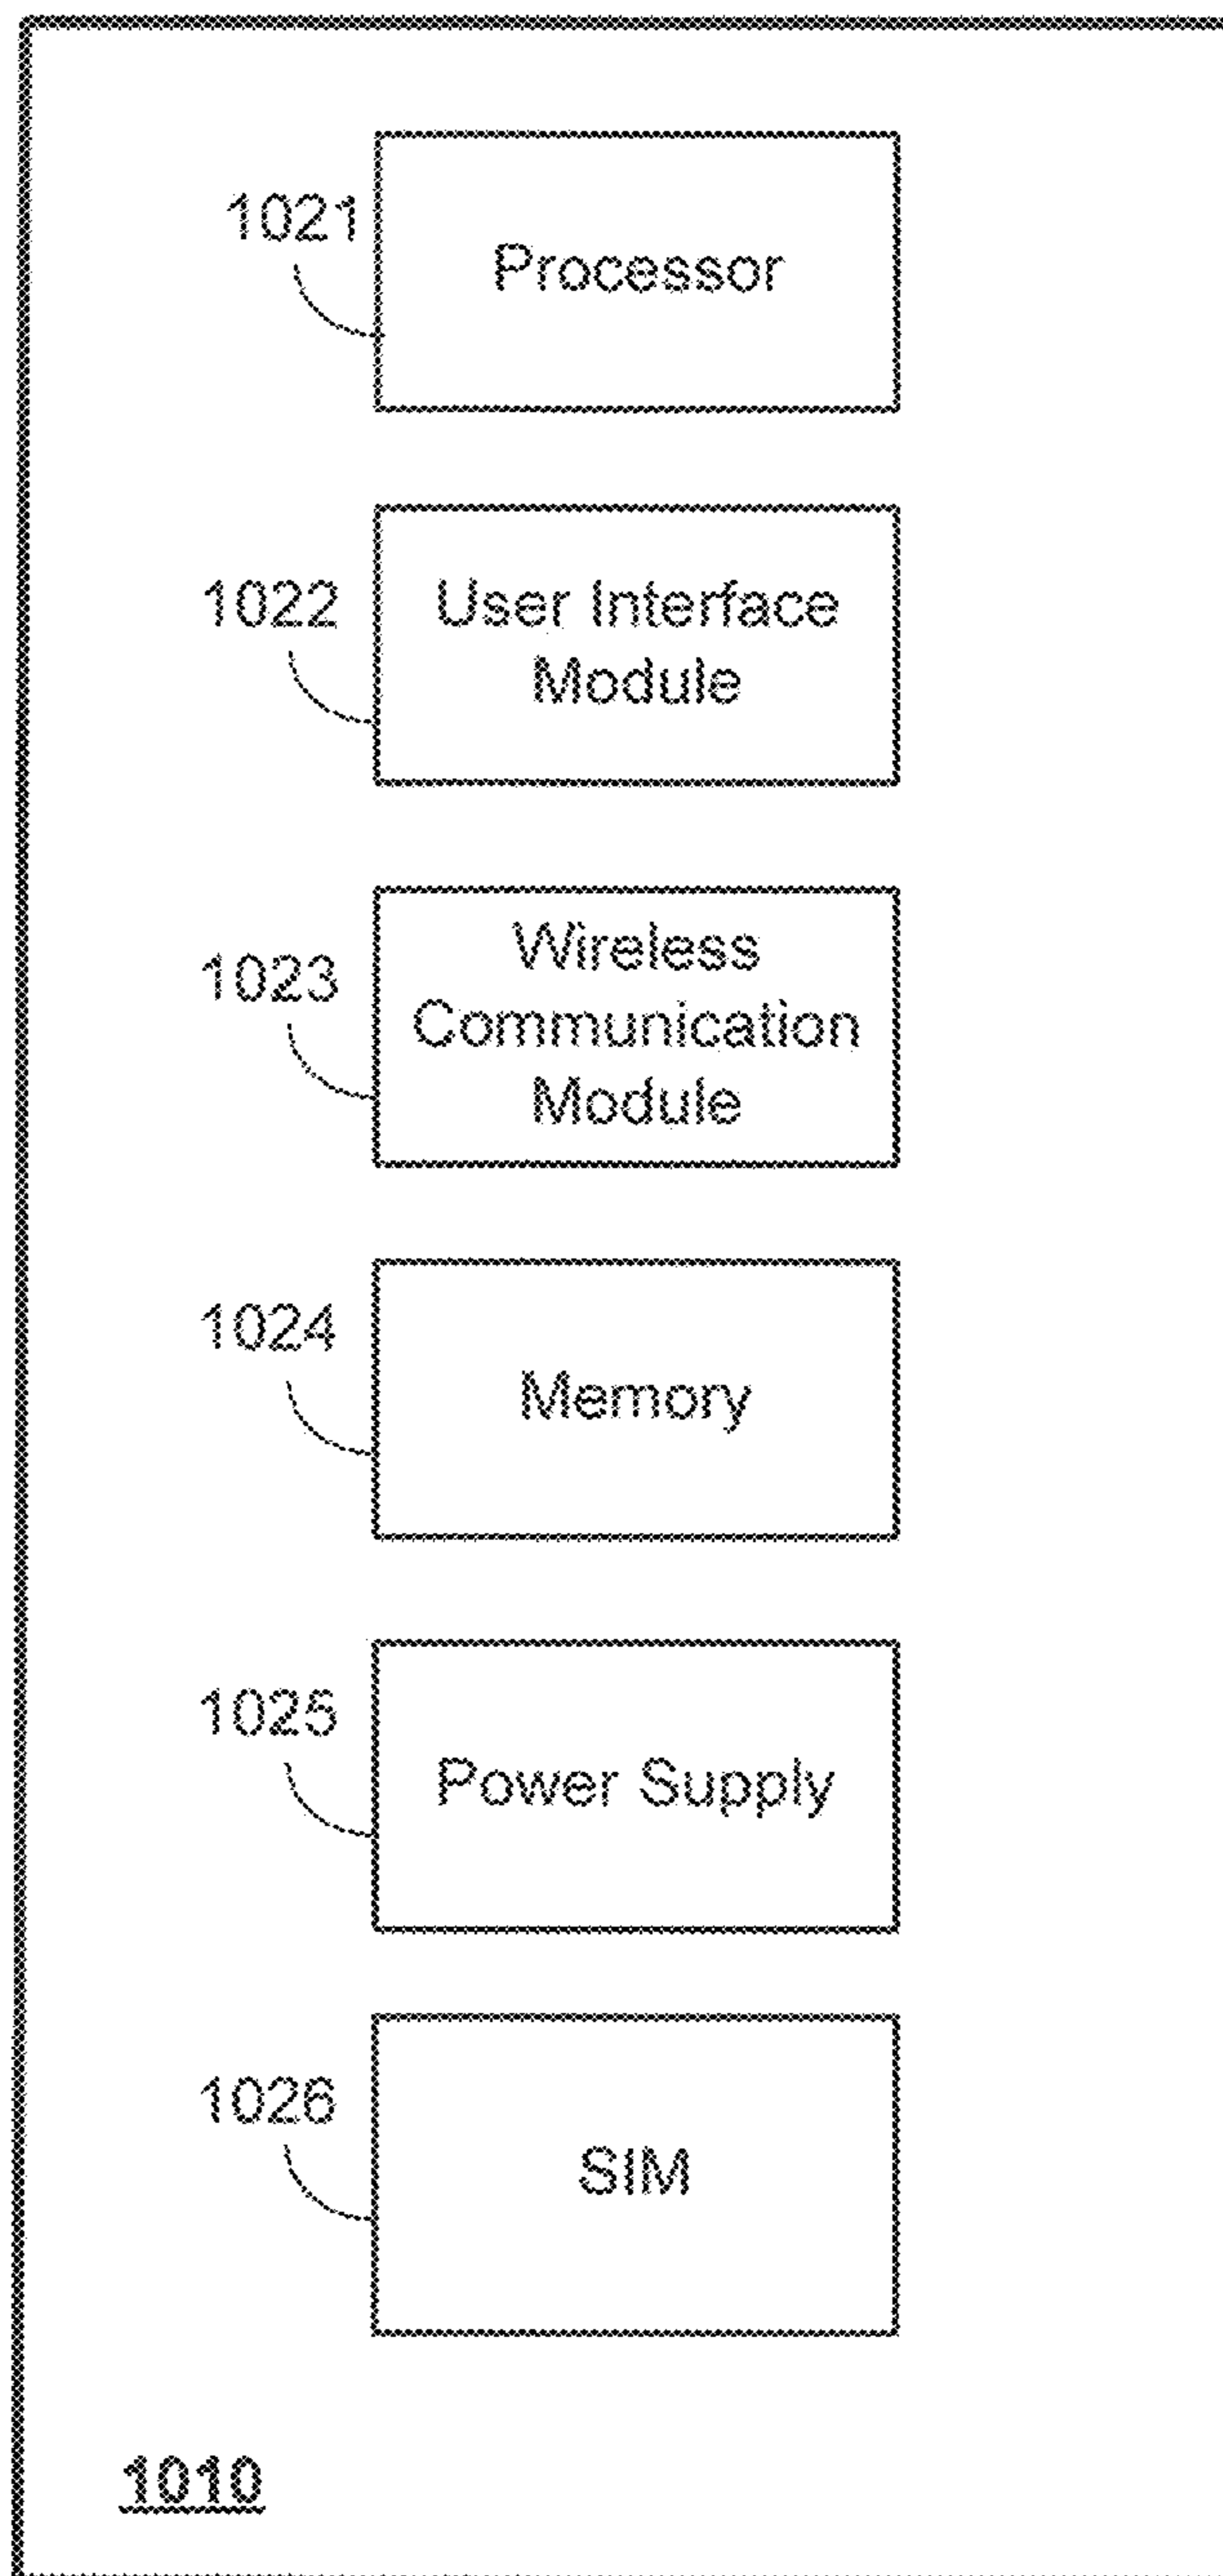 1021
Processor
1022
User Interface
Module
1023
Wireless
Communication
Module
1024
Memory
1025
Power Supply
1026
SIM
1010